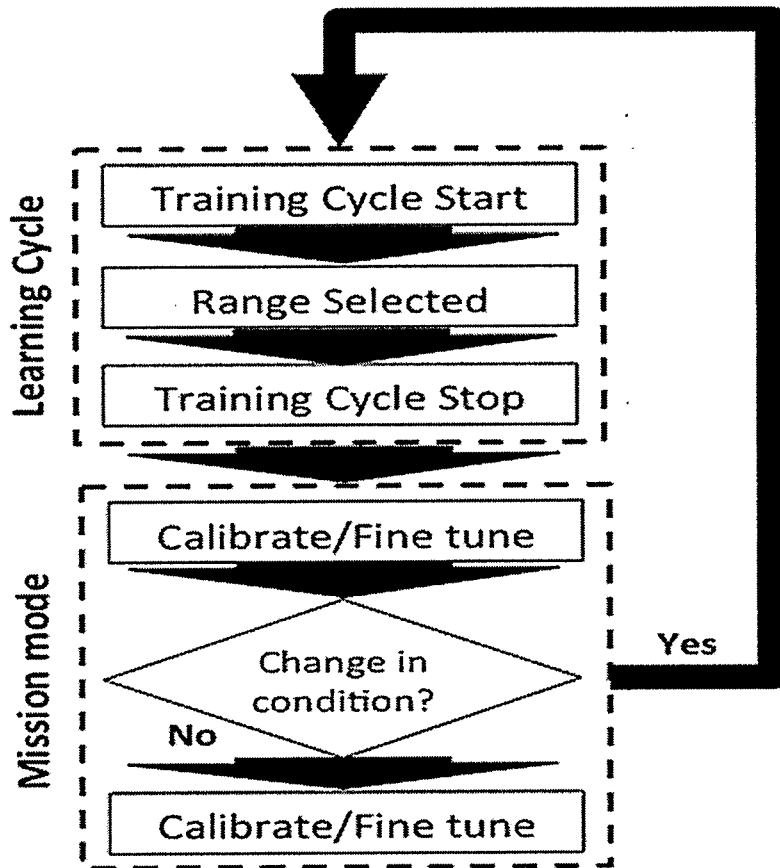 Learning Cycle
Training Cycle Start
Range Selected
Training Cycle Stop
Mission mode
Calibrate/Fine tune
Change in
condition?
Yes
No
Calibrate/Fine tune